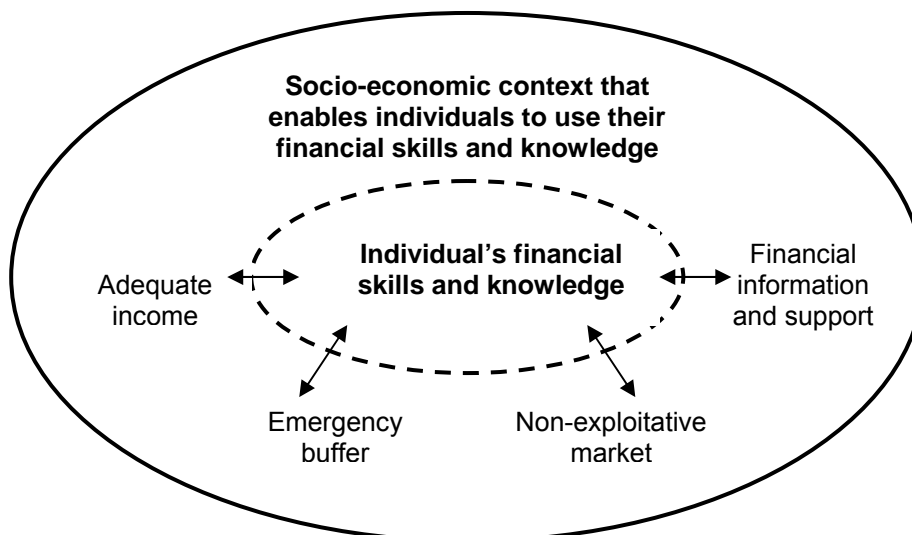 Socio-economic context that
enables individuals to use their
financial skills and knowledge
Individual’s financial
skills and knowledge
Adequate
income
Financial
information
and support
Emergency
buffer
Non-exploitative
market